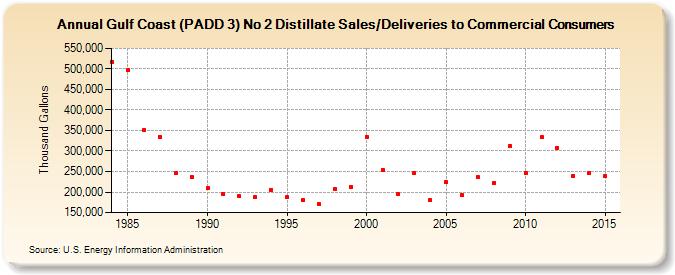 Annual Gulf Coast (PADD 3) No 2 Distillate Sales/Deliveries to Commercial Consumers
Thousand Gallons
550,000
500,000
450,000
400,000
350,000
300,000
250,000
200,000
150,000
1985 1990 1995 2000 2005 2010 2015
Source: U.S. Energy Information Administration